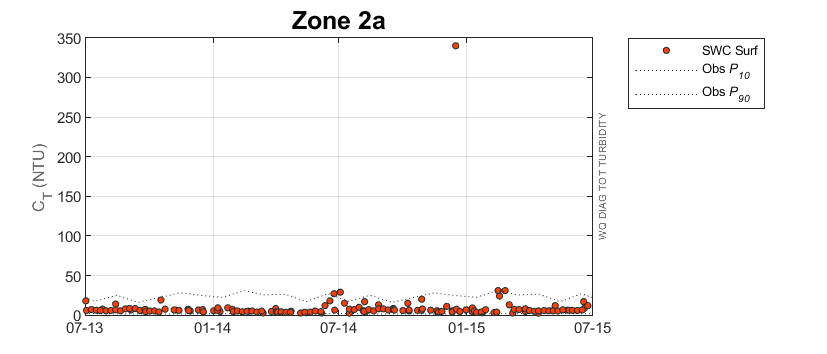 Zone 2a
350
300
250
200
150
100
50
0
C_T (NTU)
07-13 01-14 07-14 01-15 07-15
WQ DIAG TOT TURBIDITY
SWC Surf
Obs P_10
Obs P_90